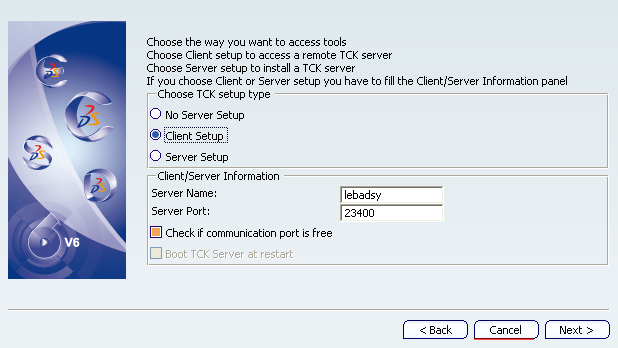 Choose the way you want to access tools
Choose Client setup to access a remote TCK server
Choose Server setup to install a TCK server
If you choose Client or Server setup you have to fill the Client/Server Information panel
Choose TCK setup type
No Server Setup
Client Setup
Server Setup
Client/Server Information
Server Name: lebadsy
Server Port: 23400
Check if communication port is free
Boot TCK Server at restart
V6
< Back Cancel Next >